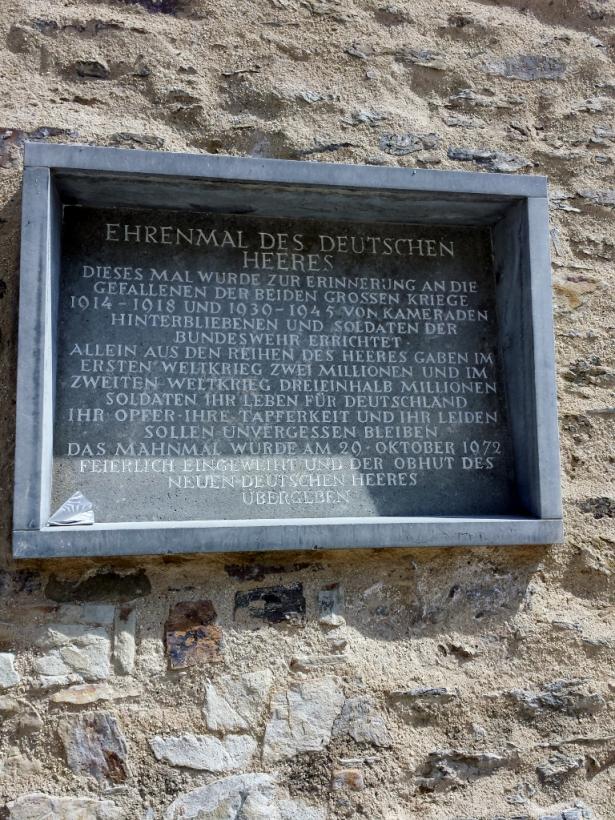 EHRENMAL DES DEUTSCHEN
HEERES
DIESES MAL WURDE ZUR ERINNERUNG AN DIE
GEFALLENEN DER BEIDEN GROSSEN KRIEGE
1914-1918 UND 1939-1945 VON KAMERADEN
HINTERBLIEBENEN UND SOLDATEN DER
BUNDESWEHR ERRICHTET
ALLEIN AUS DEN REIHEN DES HEERES GABEN IM
ERSTEN WELTKRIEG ZWEI MILLIONEN UND IM
ZWEITEN WELTKRIEG DREIEINHALB MILLIONEN
SOLDATEN IHR LEBEN FÜR DEUTSCHLAND
IHR OPFER·IHRE TAPFERKEIT UND IHR LEIDEN
SOLLEN UNVERGESSEN BLEIBEN
DAS MAHNMAL WURDE AM 29·OKTOBER 1972
FEIERLICH EINGEWEIHT UND DER OBHUT DES
NEUEN DEUTSCHEN HEERES
ÜBERGEBEN